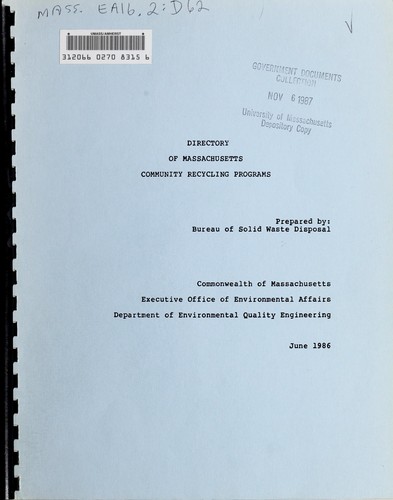 MASS. EA16.2:D62
UMASS/AMHERST
312066 0270 8315 6
GOVERNMENT DOCUMENTS
COLLECTION
NOV 6 1987
University of Massachusetts
Depository Copy
DIRECTORY
OF MASSACHUSETTS
COMMUNITY RECYCLING PROGRAMS
Prepared by:
Bureau of Solid Waste Disposal
Commonwealth of Massachusetts
Executive Office of Environmental Affairs
Department of Environmental Quality Engineering
June 1986